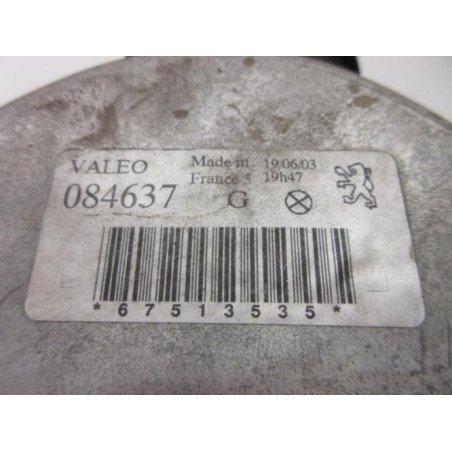 VALEO Made in 19/06/03
084637 France 5 19h47
G
*67513535*